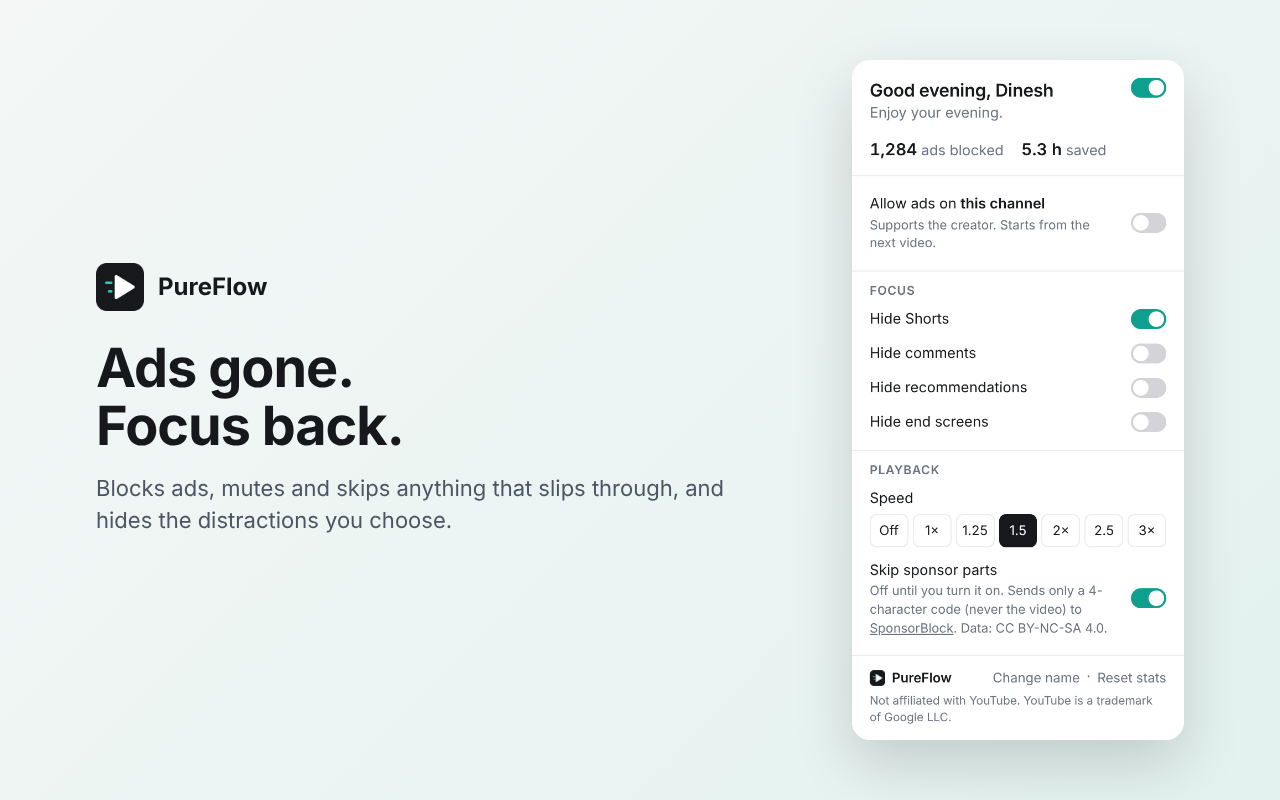 PureFlow
Ads gone.
Focus back.
Blocks ads, mutes and skips anything that slips through, and
hides the distractions you choose.
Good evening, Dinesh
Enjoy your evening.
1,284 ads blocked 5.3 h saved
Allow ads on this channel
Supports the creator. Starts from the
next video.
FOCUS
Hide Shorts
Hide comments
Hide recommendations
Hide end screens
PLAYBACK
Speed
Off 1× 1.25 1.5 2× 2.5 3×
Skip sponsor parts
Off until you turn it on. Sends only a 4-
character code (never the video) to
SponsorBlock. Data: CC BY-NC-SA 4.0.
PureFlow Change name · Reset stats
Not affiliated with YouTube. YouTube is a trademark
of Google LLC.